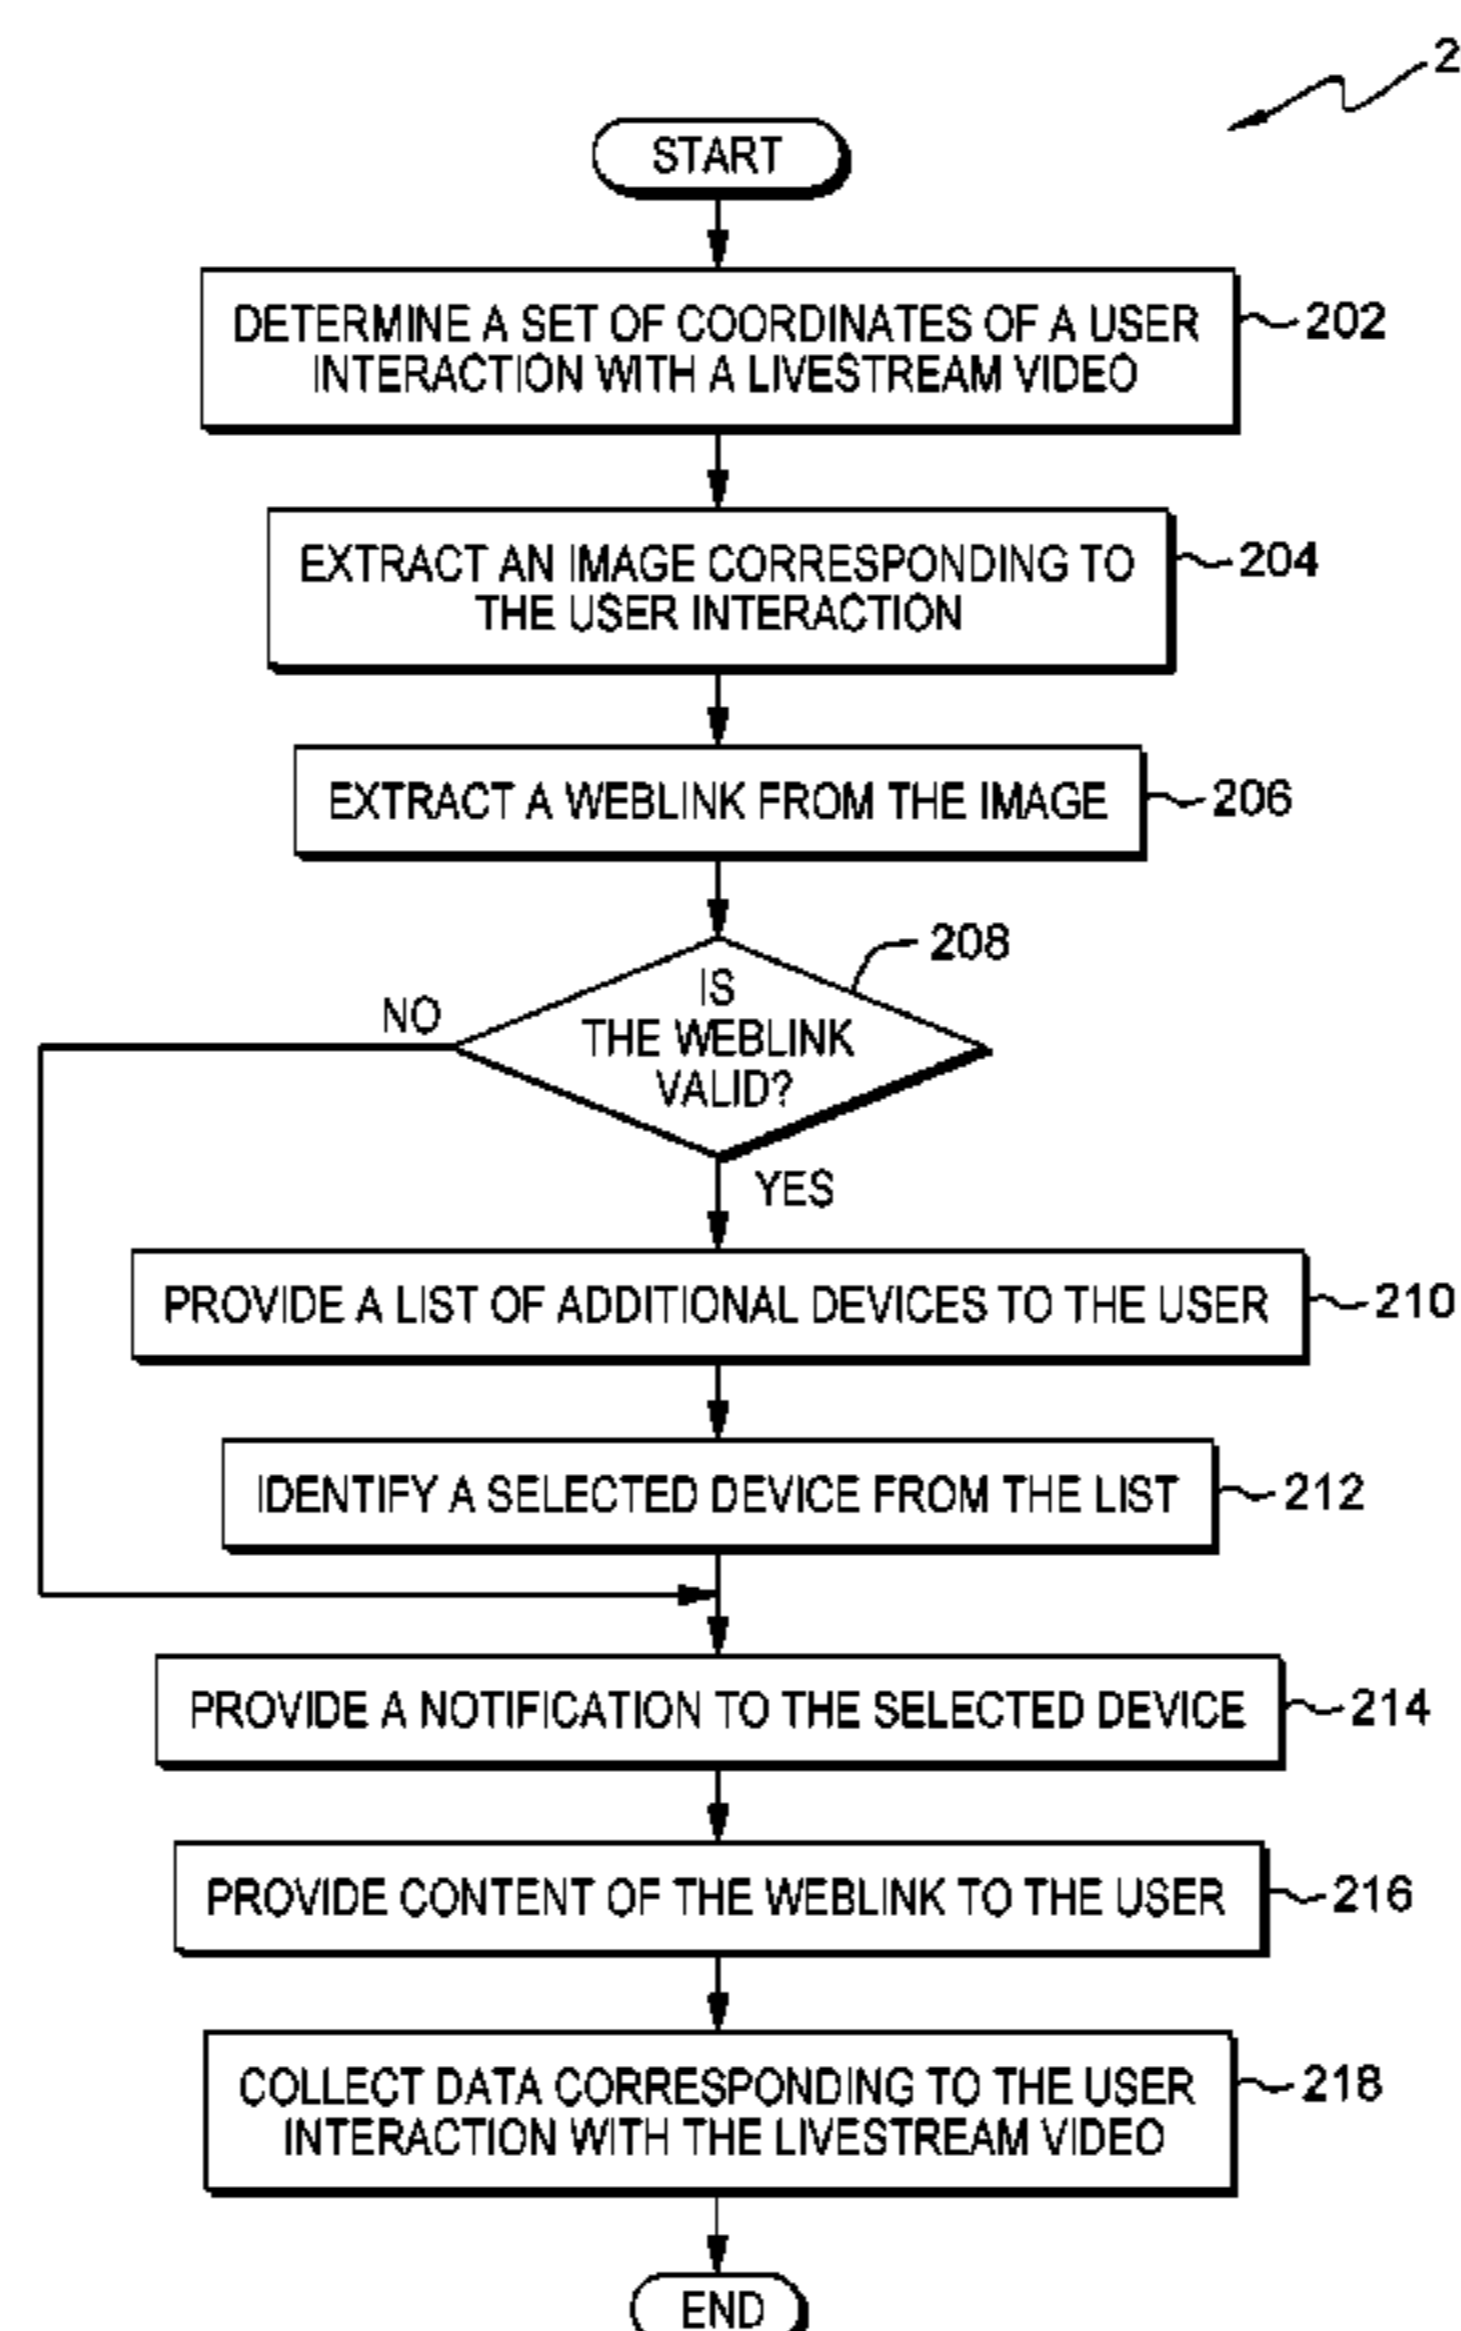 2
START
DETERMINE A SET OF COORDINATES OF A USER
INTERACTION WITH A LIVESTREAM VIDEO
202
EXTRACT AN IMAGE CORRESPONDING TO
THE USER INTERACTION
204
EXTRACT A WEBLINK FROM THE IMAGE
206
208
IS
THE WEBLINK
VALID?
NO
YES
PROVIDE A LIST OF ADDITIONAL DEVICES TO THE USER
210
IDENTIFY A SELECTED DEVICE FROM THE LIST
212
PROVIDE A NOTIFICATION TO THE SELECTED DEVICE
214
PROVIDE CONTENT OF THE WEBLINK TO THE USER
216
COLLECT DATA CORRESPONDING TO THE USER
INTERACTION WITH THE LIVESTREAM VIDEO
218
END